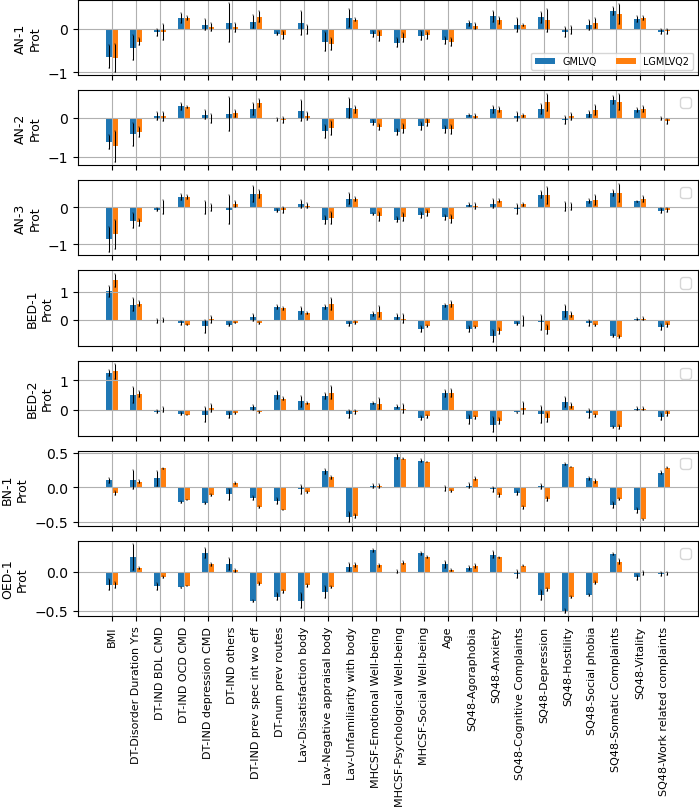 AN-1
Prot
0
−1
GMLVQ
LGMLVQ2
AN-2
Prot
0
−1
AN-3
Prot
0
−1
BED-1
Prot
1
0
BED-2
Prot
1
0
BN-1
Prot
0.5
0.0
−0.5
OED-1
Prot
0.0
−0.5
BMI
DT-Disorder Duration Yrs
DT-IND BDL CMD
DT-IND OCD CMD
DT-IND depression CMD
DT-IND others
DT-IND prev spec int wo eff
DT-num prev routes
Lav-Dissatisfaction body
Lav-Negative appraisal body
Lav-Unfamiliarity with body
MHCSF-Emotional Well-being
MHCSF-Psychological Well-being
MHCSF-Social Well-being
Age
SQ48-Agoraphobia
SQ48-Anxiety
SQ48-Cognitive Complaints
SQ48-Depression
SQ48-Hostility
SQ48-Social phobia
SQ48-Somatic Complaints
SQ48-Vitality
SQ48-Work related complaints